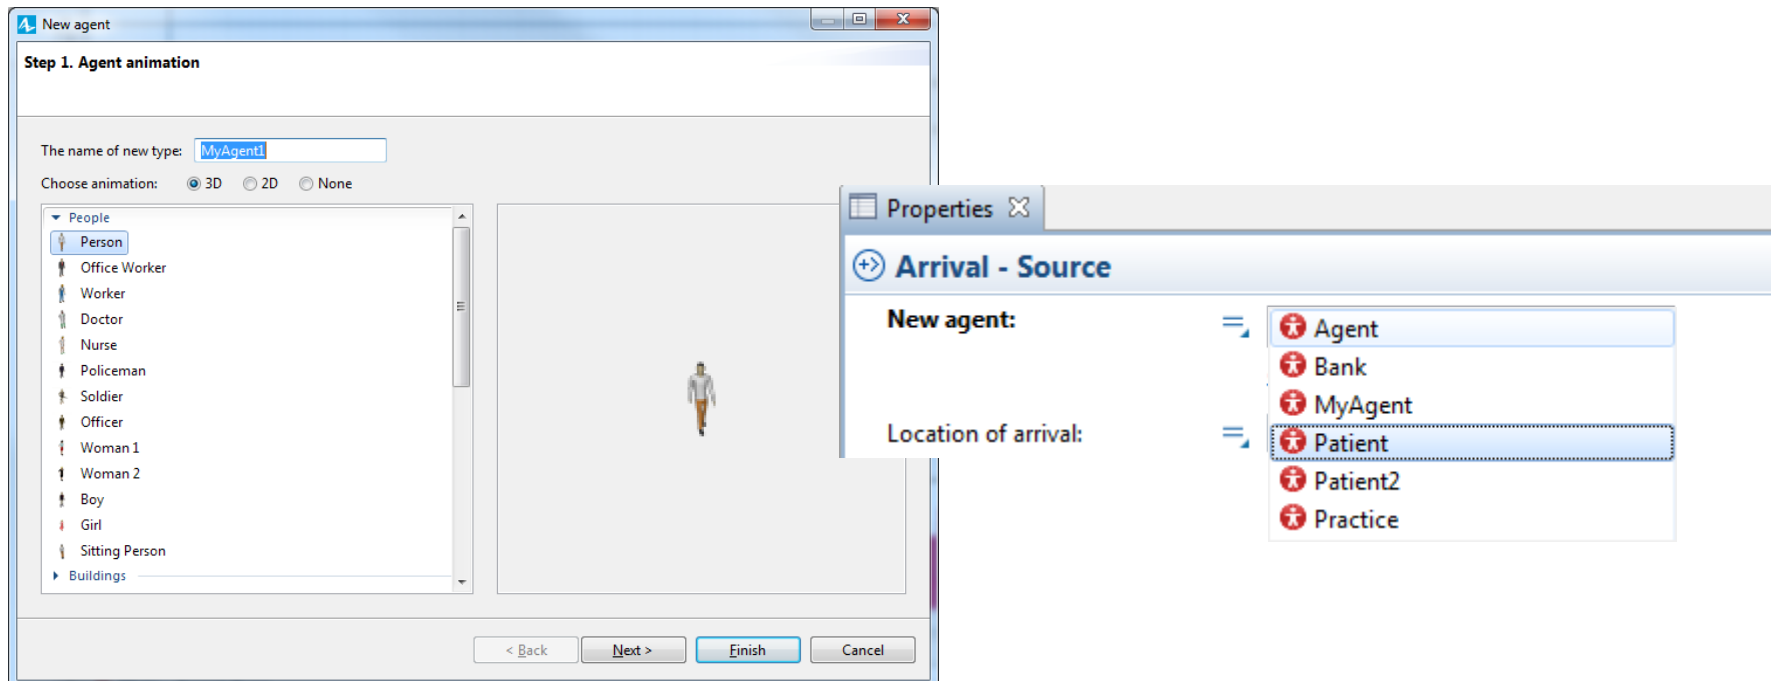 New agent
Step 1. Agent animation
The name of new type: MyAgent1
Choose animation: 3D 2D None
People
Person
Office Worker
Worker
Doctor
Nurse
Policeman
Soldier
Officer
Woman 1
Woman 2
Boy
Girl
Sitting Person
Buildings
< Back Next > Finish Cancel
Properties
Arrival - Source
New agent:
Agent
Bank
MyAgent
Location of arrival:
Patient
Patient2
Practice